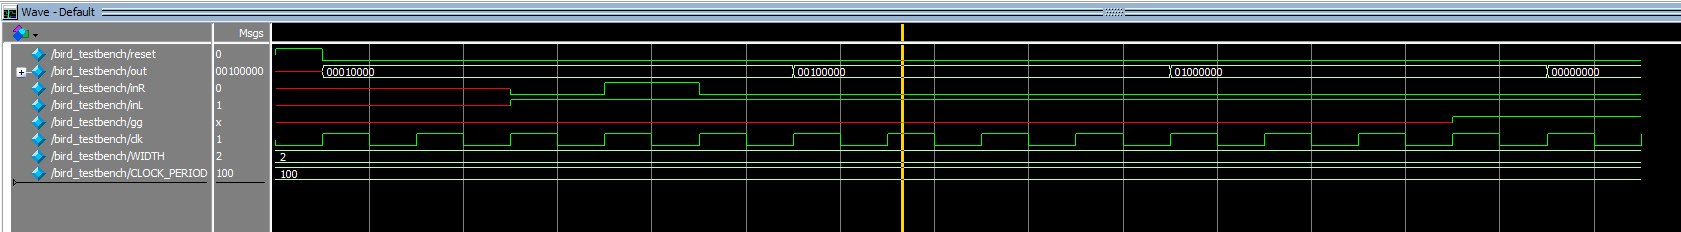 Wave - Default
Msgs
/bird_testbench/reset 0
/bird_testbench/out 00100000 00010000 00100000 01000000 00000000
/bird_testbench/inR 0
/bird_testbench/inL 1
/bird_testbench/gg x
/bird_testbench/clk 1
/bird_testbench/WIDTH 2 2
/bird_testbench/CLOCK_PERIOD 100 100